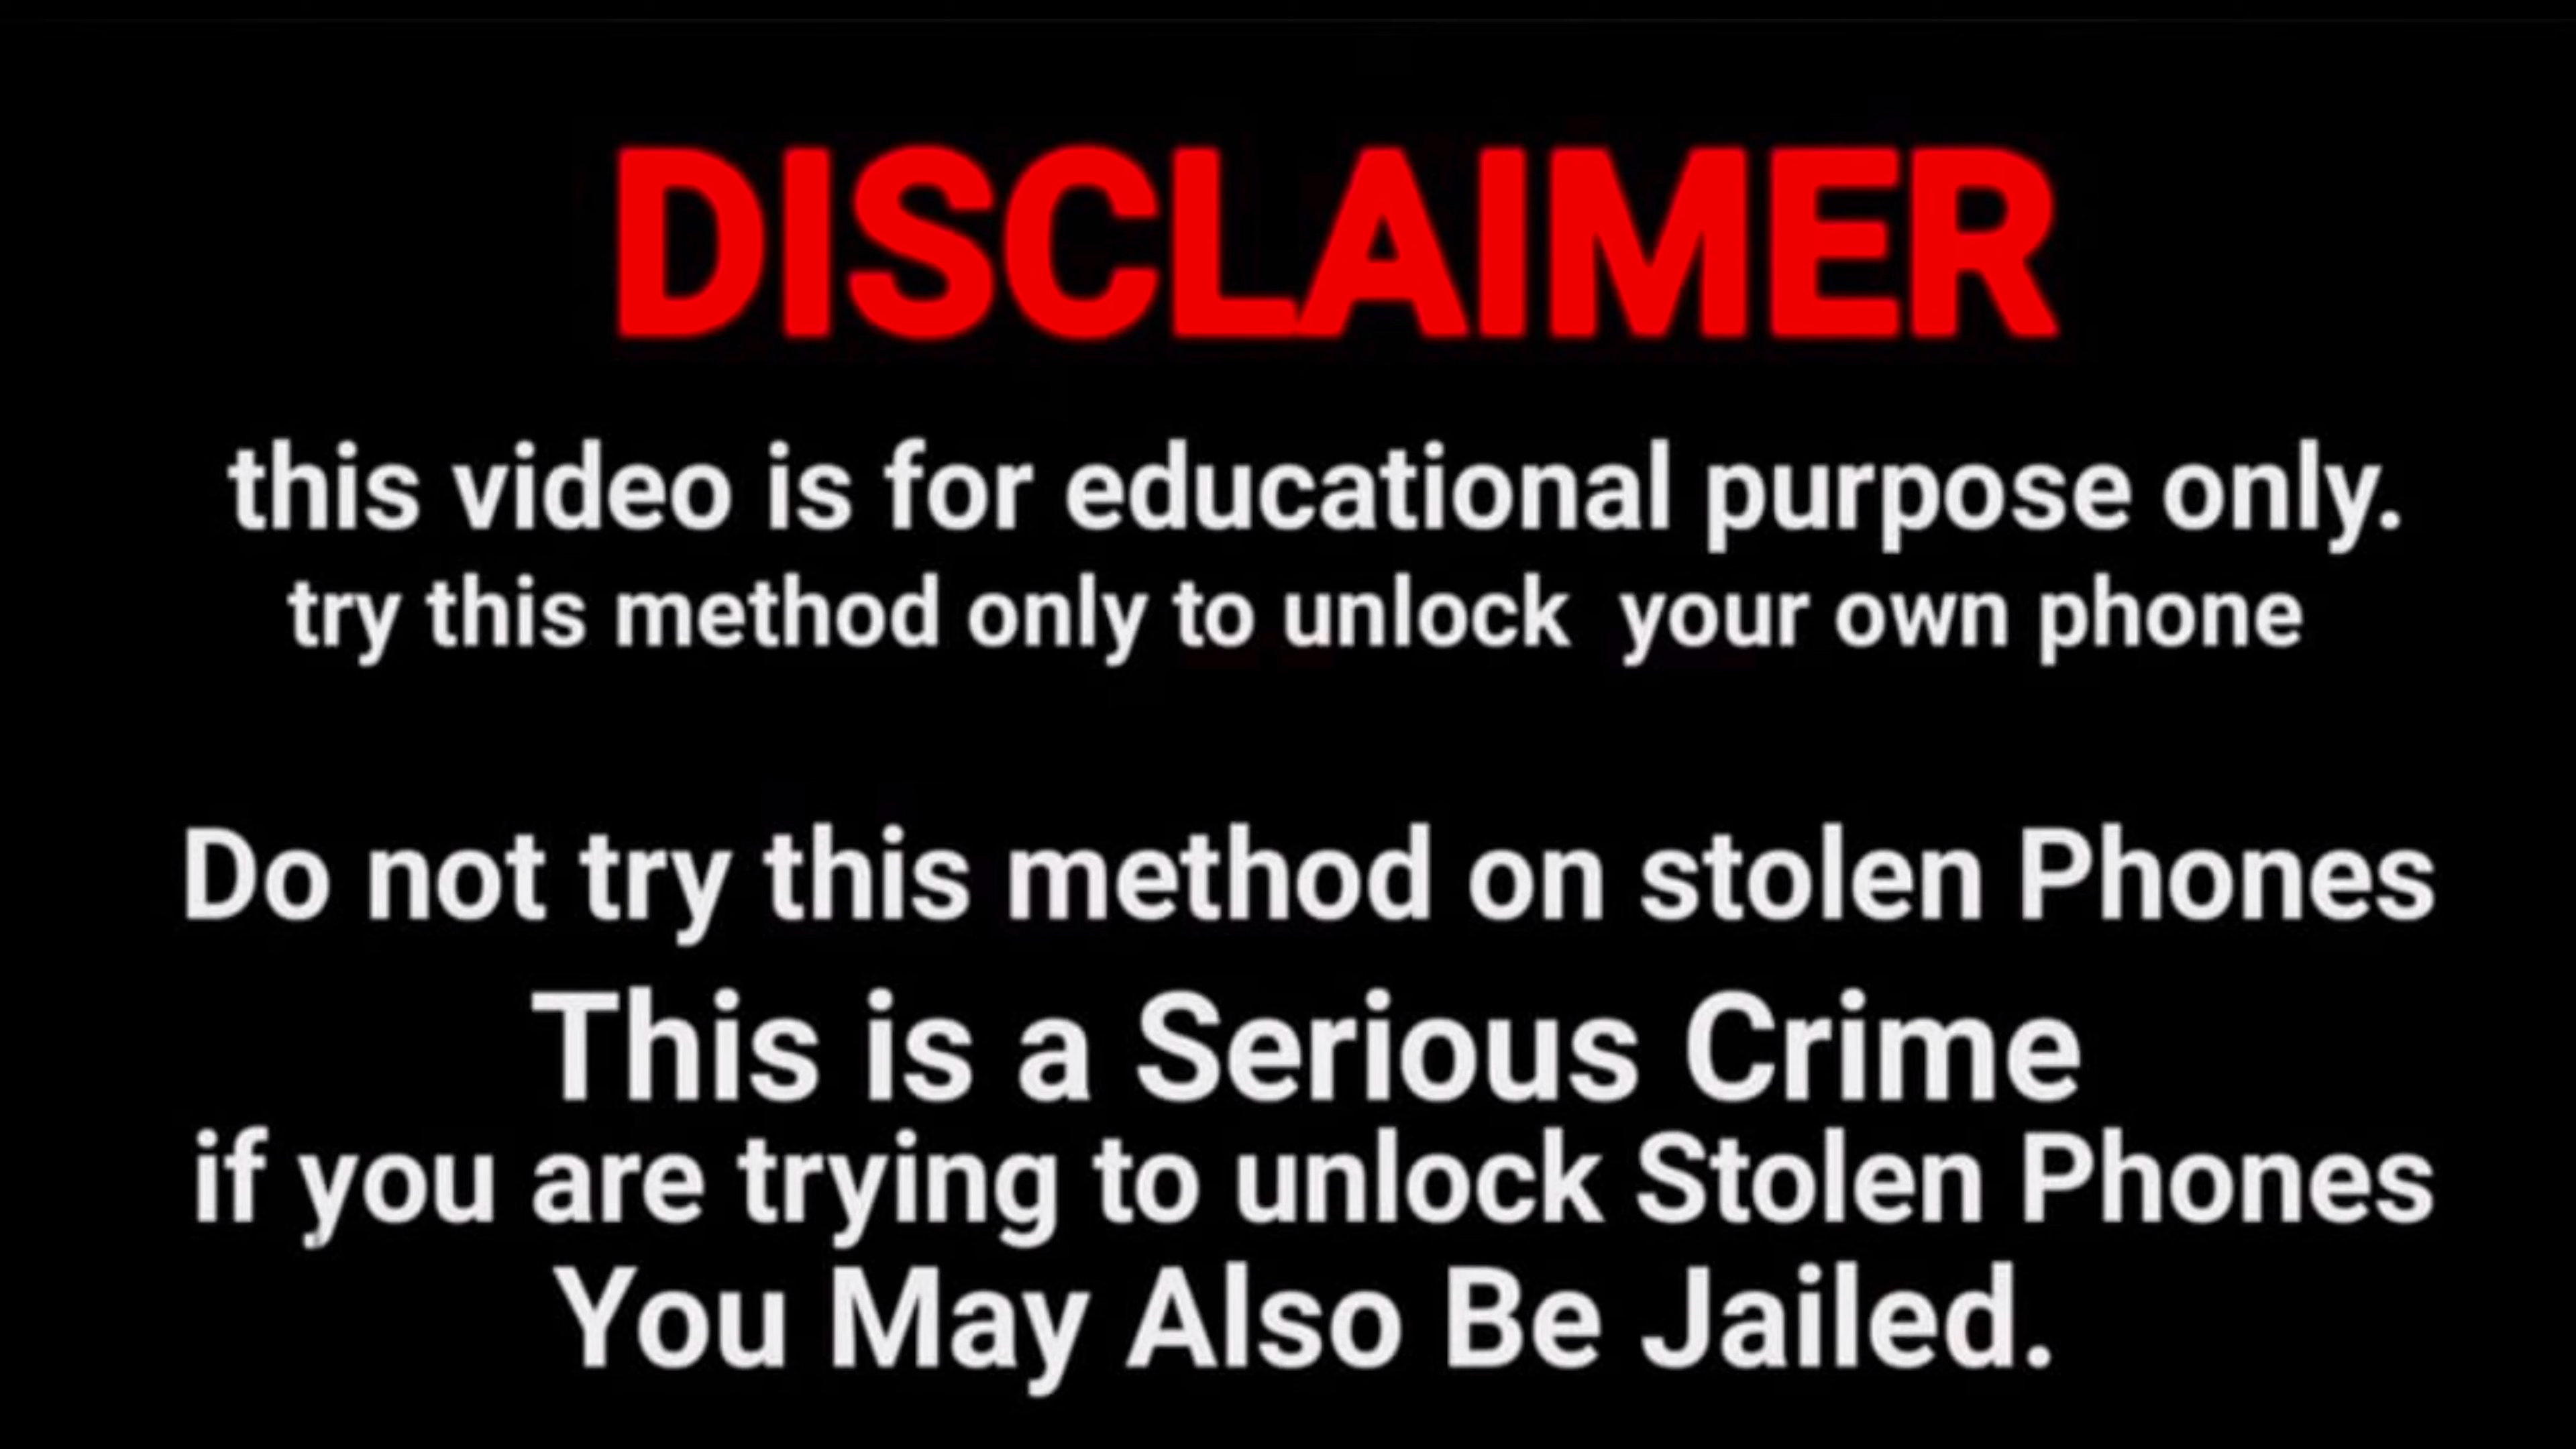 DISCLAIMER
this video is for educational purpose only.
try this method only to unlock  your own phone
Do not try this method on stolen Phones
This is a Serious Crime
if you are trying to unlock Stolen Phones
You May Also Be Jailed.